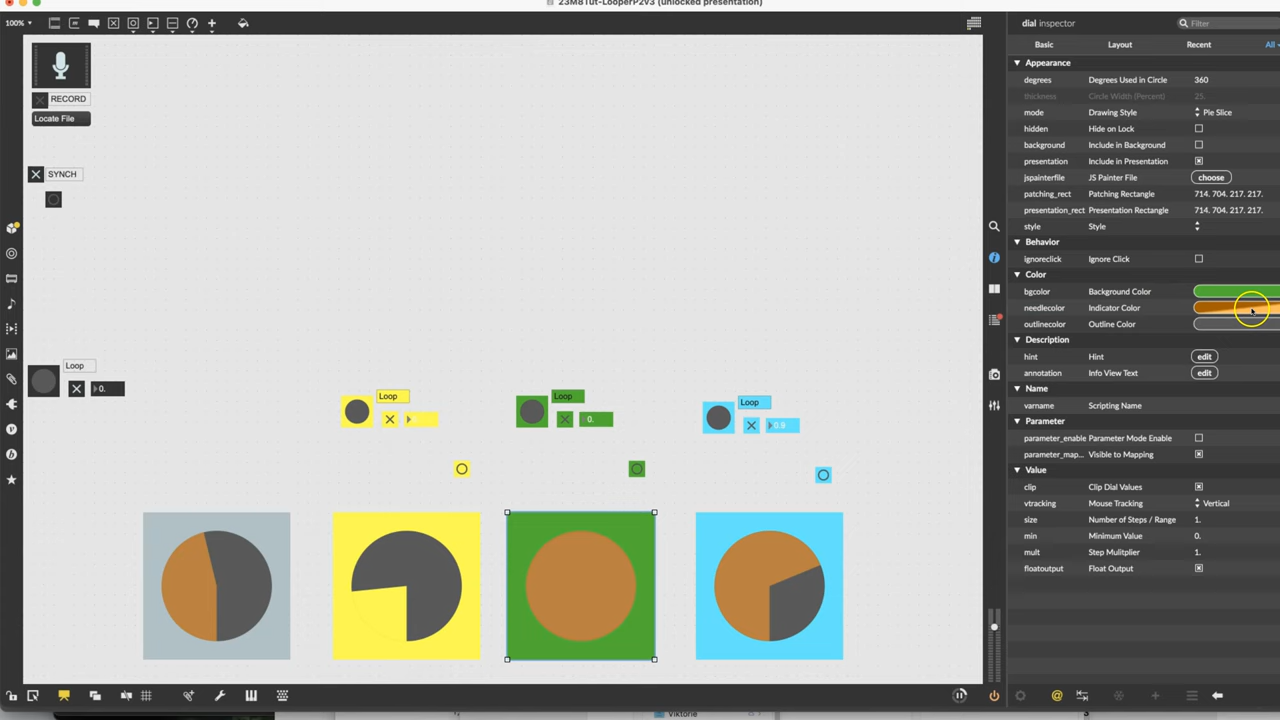 23M8Tut-LooperP2v3 (unlocked presentation)
100%
dial inspector
Filter
Basic Layout Recent All
RECORD
Locate File
SYNCH
Loop
0.
Loop
Loop
0.
Loop
0.9
Appearance
degrees Degrees Used in Circle 360
thickness Circle Width (Percent) 25.
mode Drawing Style Pie Slice
hidden Hide on Lock
background Include in Background
presentation Include in Presentation
jspainterfile JS Painter File choose
patching_rect Patching Rectangle 714. 704. 217. 217.
presentation_rect Presentation Rectangle 714. 704. 217. 217.
style Style
Behavior
ignoreclick Ignore Click
Color
bgcolor Background Color
needlecolor Indicator Color
outlinecolor Outline Color
Description
hint Hint edit
annotation Info View Text edit
Name
varname Scripting Name
Parameter
parameter_enable Parameter Mode Enable
parameter_map... Visible to Mapping
Value
clip Clip Dial Values
vtracking Mouse Tracking Vertical
size Number of Steps / Range 1.
min Minimum Value 0.
mult Step Mulitplier 1.
floatoutput Float Output
Viktorie